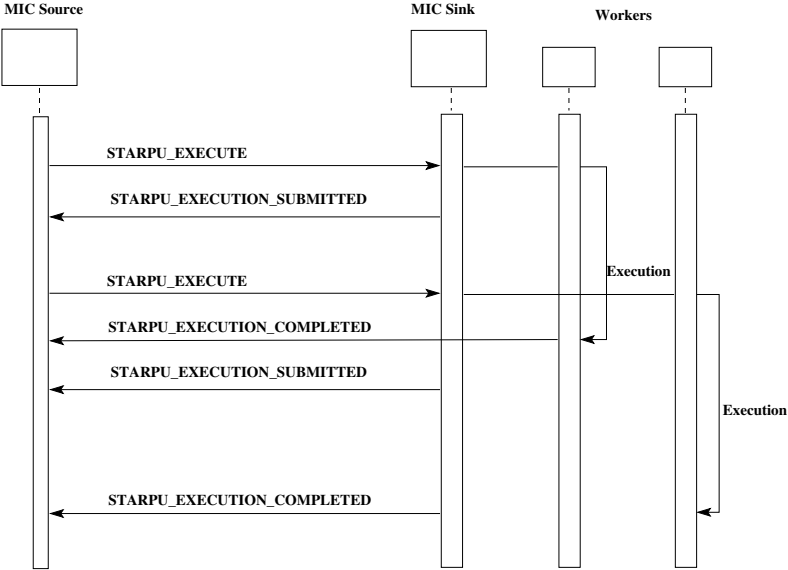 MIC Source
MIC Sink
Workers
STARPU_EXECUTE
STARPU_EXECUTION_SUBMITTED
Execution
STARPU_EXECUTE
STARPU_EXECUTION_COMPLETED
STARPU_EXECUTION_SUBMITTED
Execution
STARPU_EXECUTION_COMPLETED